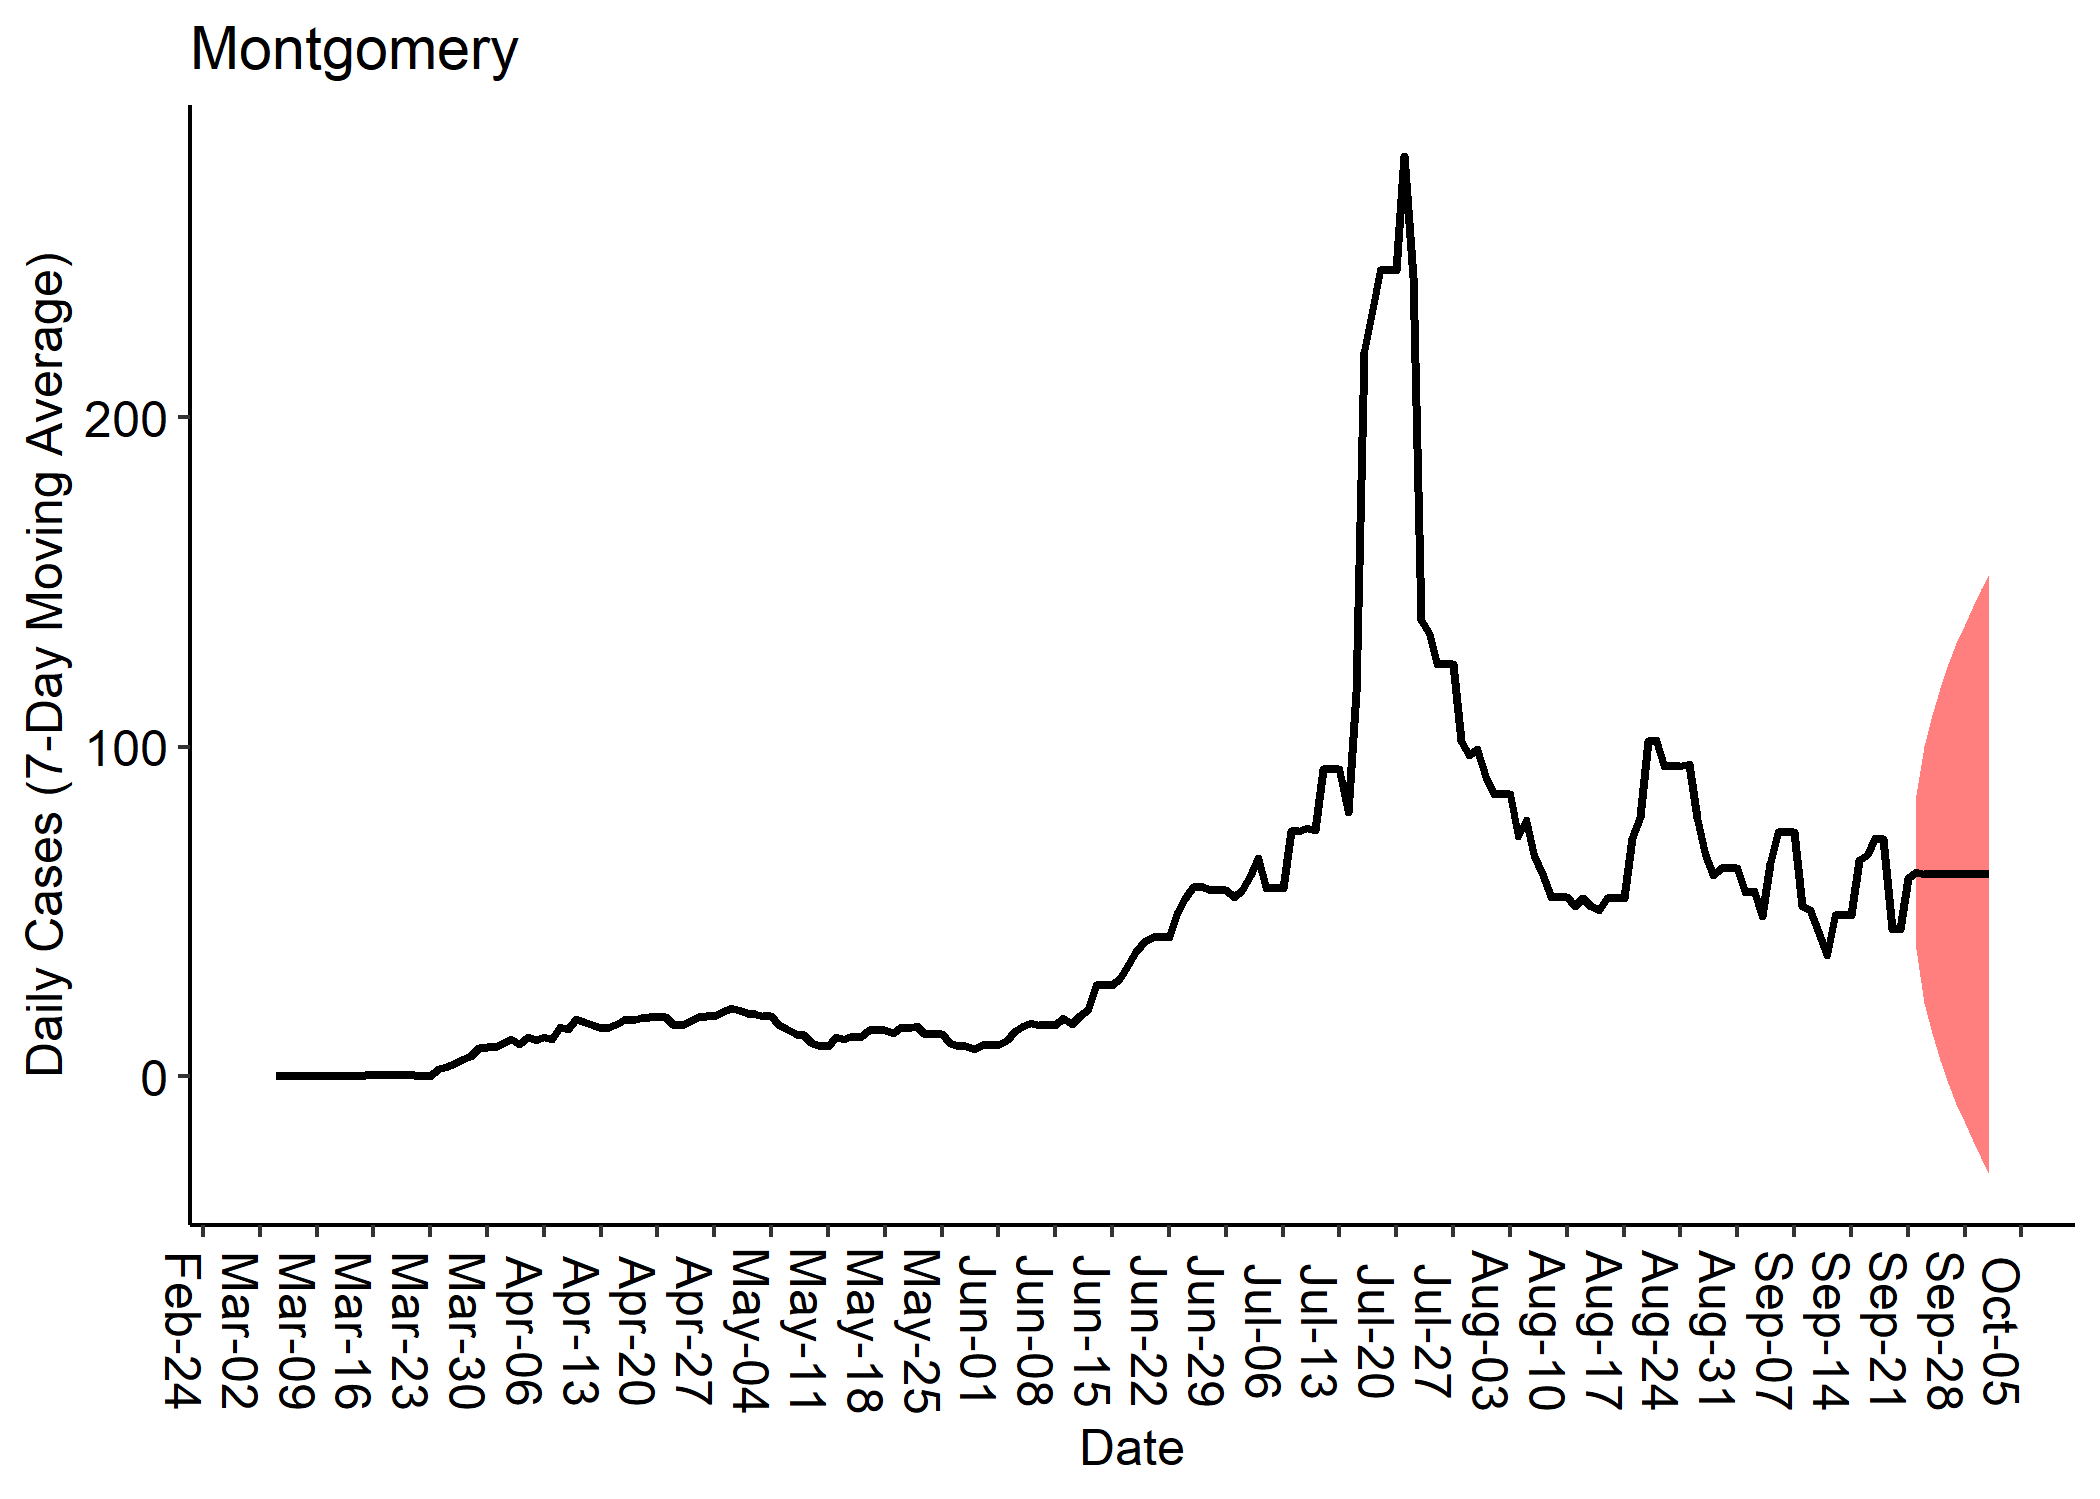 Montgomery
Daily Cases (7-Day Moving Average)
200
100
0
Feb-24
Mar-02
Mar-09
Mar-16
Mar-23
Mar-30
Apr-06
Apr-13
Apr-20
Apr-27
May-04
May-11
May-18
May-25
Jun-01
Jun-08
Jun-15
Jun-22
Jun-29
Jul-06
Jul-13
Jul-20
Jul-27
Aug-03
Aug-10
Aug-17
Aug-24
Aug-31
Sep-07
Sep-14
Sep-21
Sep-28
Oct-05
Date